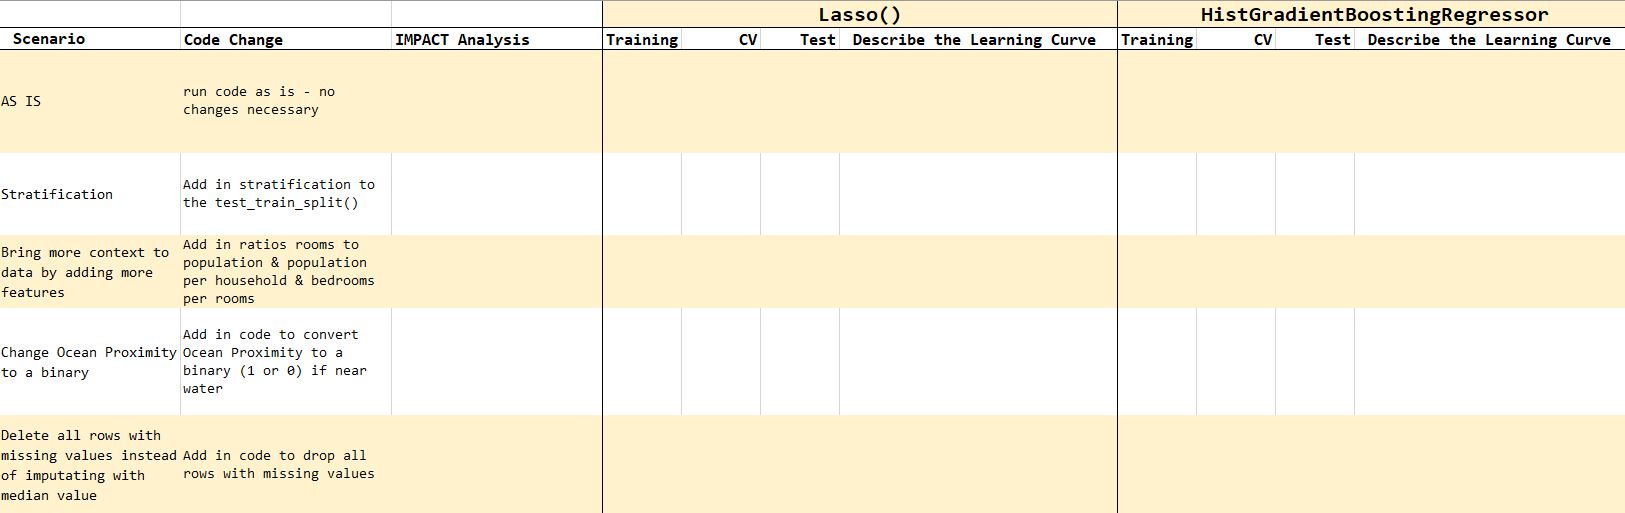 Lasso() HistGradientBoostingRegressor
Scenario Code Change IMPACT Analysis Training CV Test Describe the Learning Curve Training CV Test Describe the Learning Curve
AS IS
run code as is - no
changes necessary
Stratification
Add in stratification to
the test_train_split()
Bring more context to
data by adding more
features
Add in ratios rooms to
population & population
per household & bedrooms
per rooms
Change Ocean Proximity
to a binary
Add in code to convert
Ocean Proximity to a
binary (1 or 0) if near
water
Delete all rows with
missing values instead
of imputating with
median value
Add in code to drop all
rows with missing values